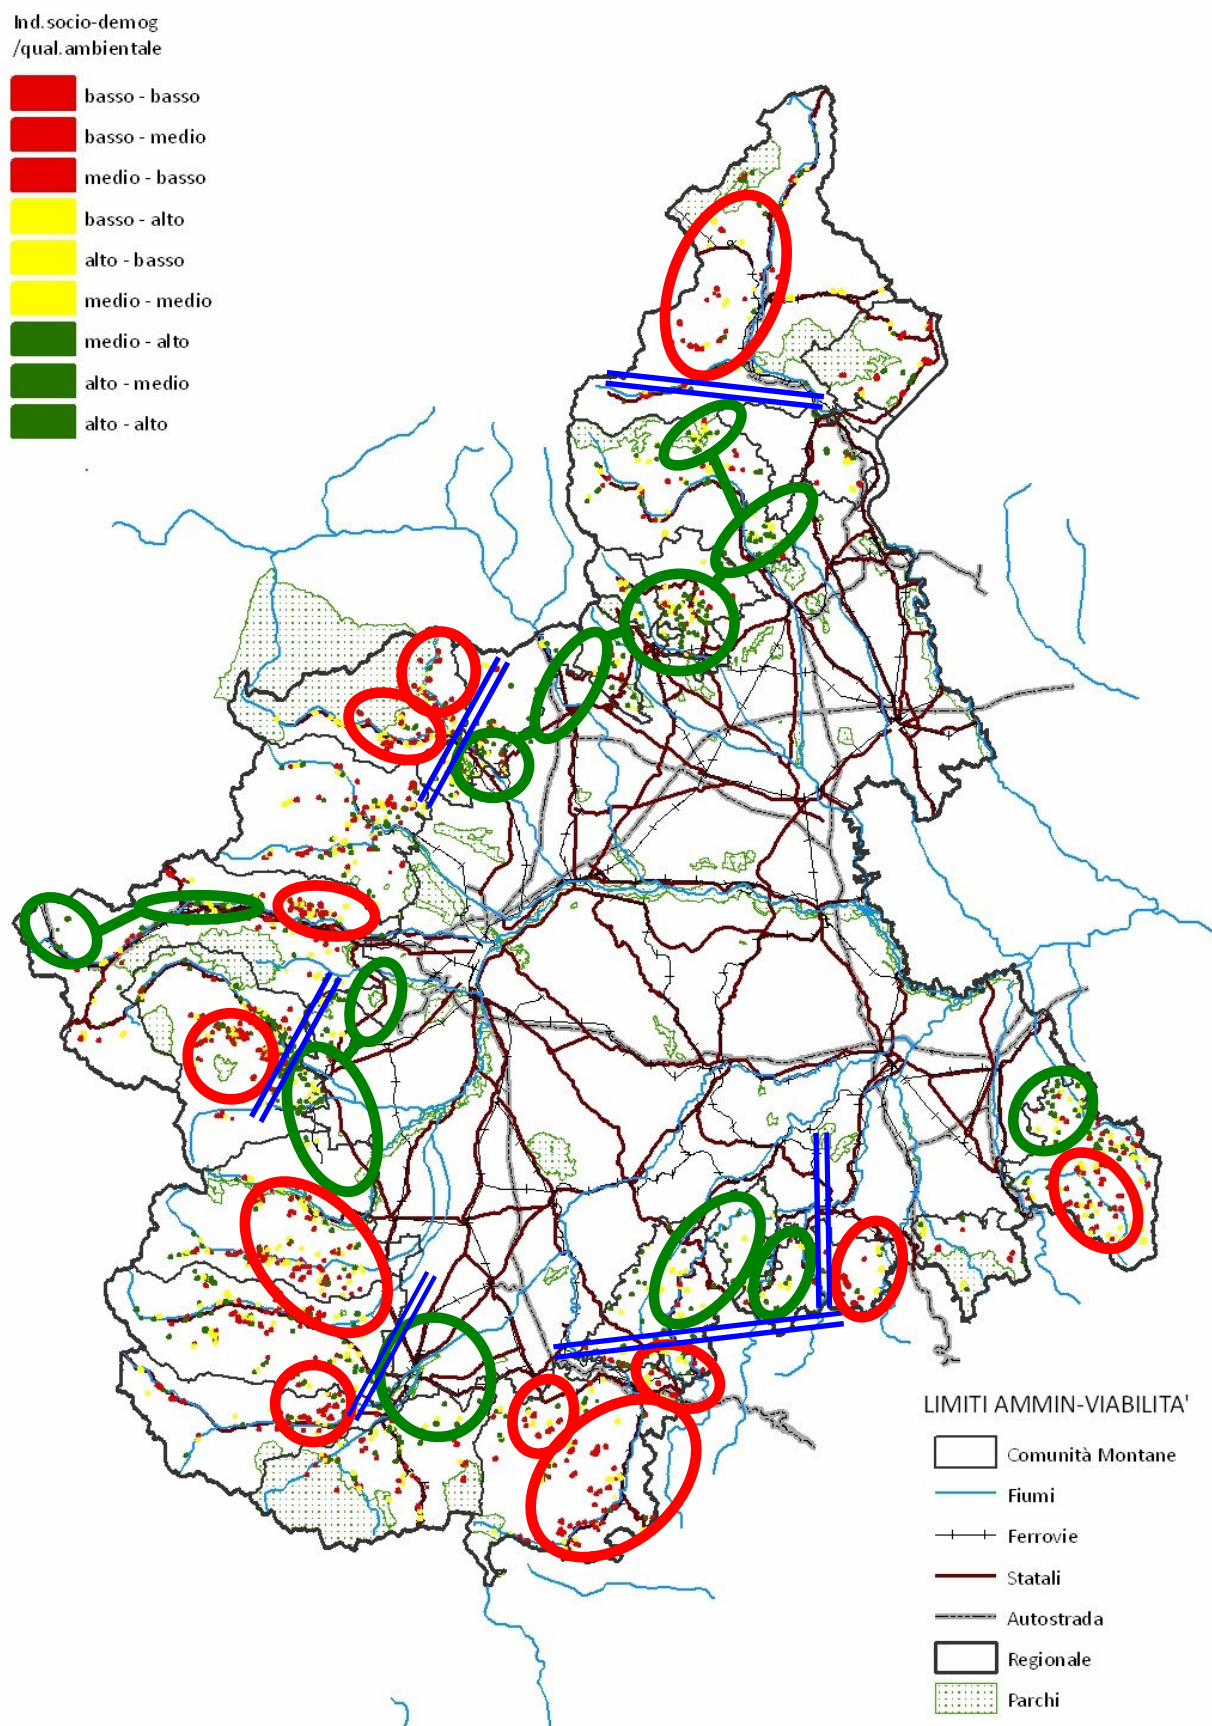 Ind.socio-demog
/qual.ambientale
basso - basso
basso - medio
medio - basso
basso - alto
alto - basso
medio - medio
medio - alto
alto - medio
alto - alto
.
LIMITI AMMIN-VIABILITA'
Comunità Montane
Fiumi
Ferrovie
Statali
Autostrada
Regionale
Parchi